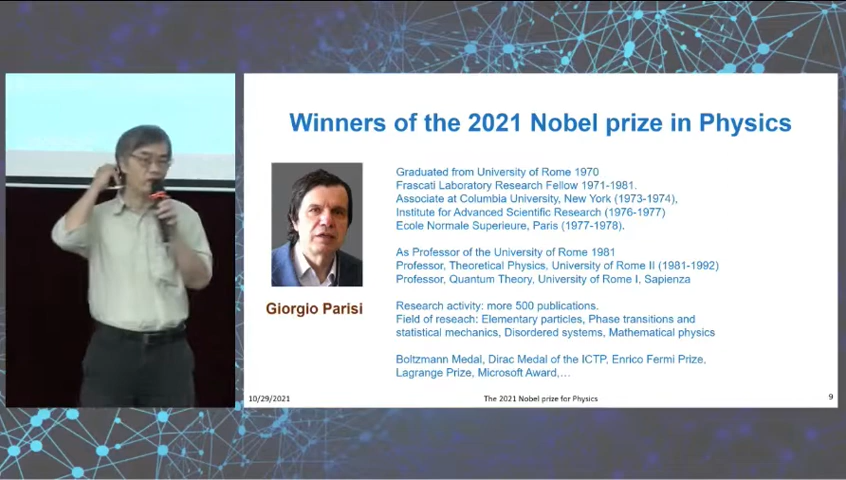 Winners of the 2021 Nobel prize in Physics
Giorgio Parisi
Graduated from University of Rome 1970
Frascati Laboratory Research Fellow 1971-1981.
Associate at Columbia University, New York (1973-1974),
Institute for Advanced Scientific Research (1976-1977)
Ecole Normale Superieure, Paris (1977-1978).
As Professor of the University of Rome 1981
Professor, Theoretical Physics, University of Rome II (1981-1992)
Professor, Quantum Theory, University of Rome I, Sapienza
Research activity: more 500 publications.
Field of reseach: Elementary particles, Phase transitions and
statistical mechanics, Disordered systems, Mathematical physics
Boltzmann Medal, Dirac Medal of the ICTP, Enrico Fermi Prize,
Lagrange Prize, Microsoft Award,…
10/29/2021
The 2021 Nobel prize for Physics
9